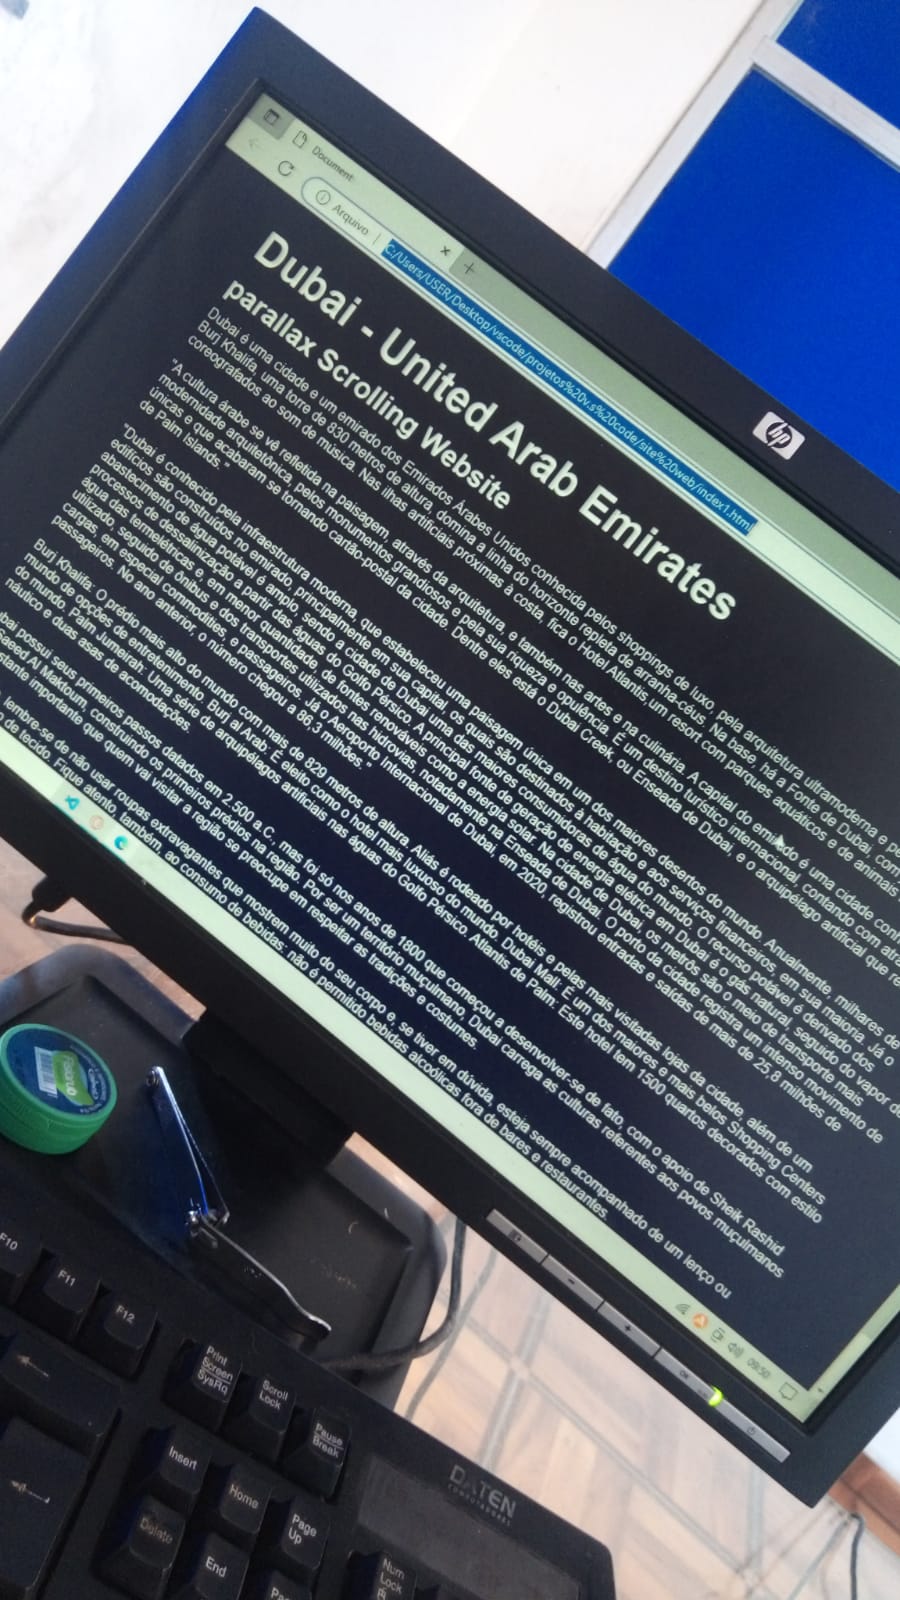 Document
Arquivo
C:/Users/USER/Desktop/vscode/projetos%20v.s%20code/site%20web/index1.html
Dubai - United Arab Emirates
parallax Scrolling Website
Dubai é uma cidade e um emirado dos Emirados Árabes Unidos conhecida pelos shoppings de luxo, pela arquitetura ultramoderna e
Burj Khalifa, uma torre de 830 metros de altura, domina a linha do horizonte repleta de arranha-céus. Na base, há a Fonte de Dubai, com
coreografados ao som de música. Nas ilhas artificiais próximas à costa, fica o Hotel Atlantis, um resort com parques aquáticos e de animais
"A cultura árabe se vê refletida na paisagem, através da arquitetura, e também nas artes e na culinária. A capital do emirado é uma cidade
modernidade arquitetônica, pelos monumentos grandiosos e pela sua riqueza e opulência. É um destino turístico internacional, contando com
únicas e que acabaram se tornando cartão-postal da cidade. Dentre eles está o Dubai Creek, ou Enseada de Dubai, e o arquipélago artificial que
de Palm Islands."
"Dubai é conhecido pela infraestrutura moderna, que estabeleceu uma paisagem única em um dos maiores desertos do mundo. Anualmente, milhares de
edifícios são construídos no emirado, principalmente em sua capital, os quais são destinados à habitação e aos serviços financeiros, em sua maioria. Já o
abastecimento de água potável é amplo, sendo a cidade de Dubai uma das maiores consumidoras de água do mundo. O recurso Potável é derivado dos
processos de dessalinização a partir das águas do Golfo Pérsico. A principal fonte de geração de energia elétrica em Dubai é o gás natural, seguido do vapor
água das termelétricas e, em menor quantidade, de fontes renováveis como a energia solar. Na cidade de Dubai, os metrôs são o meio de transporte mais
utilizado, seguido do ônibus e dos transportes utilizados nas hidrovias, notadamente na Enseada de Dubai. O porto da cidade registra um intenso movimento de
cargas, em especial commodities, e passageiros. Já o Aeroporto Internacional de Dubai, em 2020 registrou entradas e saídas de mais de 25,8 milhões de
passageiros. No ano anterior, o número chegou a 86,3 milhões."
Burj Khalifa: O prédio mais alto do mundo com mais de 829 metros de altura. Aliás é rodeado por hotéis, e pelas mais visitadas lojas da cidade, além de um
mundo de opções de entretenimento. Burj al Arab: É eleito como o hotel mais luxuoso do mundo. Dubai Mall: É um dos maiores e mais belos Shopping Centers
do mundo. Palm Jumeirah: Uma série de arquipélagos artificiais nas águas do Golfo Pérsico. Atlantis de Palm: Este hotel tem 1500 quartos decorados com estilo
náutico e duas asas de acomodações.
possui seus primeiros passos datados em 2.500 a.C., mas foi só nos anos de 1800 que começou a desenvolver-se de fato, com o apoio de Sheik Rashid
Saeed Al Maktoum, construindo os primeiros prédios na região. Por ser um território muçulmano, Dubai carrega as culturas referentes aos povos muçulmanos
importante que quem vai visitar a região se preocupe em respeitar as tradições e costumes.
lembre-se de não usar roupas extravagantes que mostrem muito do seu corpo e, se tiver em dúvida, esteja sempre acompanhado de um lenço ou
de tecido. Fique atento, também, ao consumo de bebidas: não é permitido bebidas alcoólicas fora de bares e restaurantes.
09:50
hp
OK
F10
F11
F12
Print
Screen
SysRq
Scroll
Lock
Pause
Break
Insert
Home
Page
Up
Delete
End
Num
Lock
DATEN
COMPUTADORES